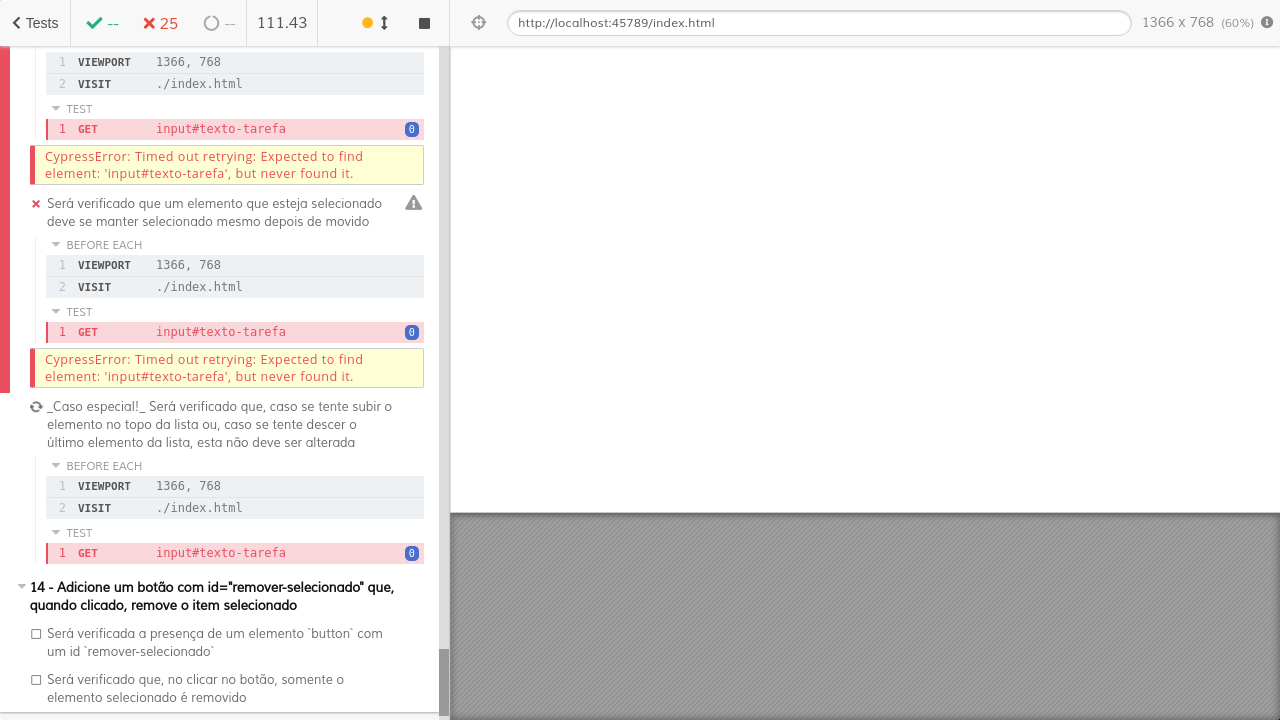 Tests
--
25
--
111.43
http://localhost:45789/index.html
1366 x 768 (60%)
1 VIEWPORT 1366, 768
2 VISIT ./index.html
TEST
1 GET input#texto-tarefa 0
CypressError: Timed out retrying: Expected to find
element: 'input#texto-tarefa', but never found it.
Será verificado que um elemento que esteja selecionado
deve se manter selecionado mesmo depois de movido
BEFORE EACH
1 VIEWPORT 1366, 768
2 VISIT ./index.html
TEST
1 GET input#texto-tarefa 0
CypressError: Timed out retrying: Expected to find
element: 'input#texto-tarefa', but never found it.
_Caso especial!_ Será verificado que, caso se tente subir o
elemento no topo da lista ou, caso se tente descer o
último elemento da lista, esta não deve ser alterada
BEFORE EACH
1 VIEWPORT 1366, 768
2 VISIT ./index.html
TEST
1 GET input#texto-tarefa 0
14 - Adicione um botão com id="remover-selecionado" que,
quando clicado, remove o item selecionado
Será verificada a presença de um elemento `button` com
um id `remover-selecionado`
Será verificado que, no clicar no botão, somente o
elemento selecionado é removido